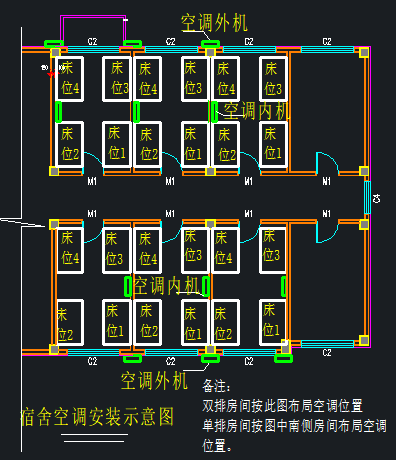 空调外机
C2 C2 C2 C2
床位4 床位3 床位4 床位3 床位4 床位3
空调内机
床位2 床位1 床位2 床位1 床位2 床位1
M1 M1 M1 M1
C4
M1 M1 M1 M1
床位4 床位3 床位4 床位3 床位4 床位3
空调内机
床位2 床位1 床位2 床位1 床位2 床位1
C2 C2 C2 C2
空调外机
宿舍空调安装示意图
备注：
双排房间按此图布局空调位置
单排房间按图中南侧房间布局空调
位置。